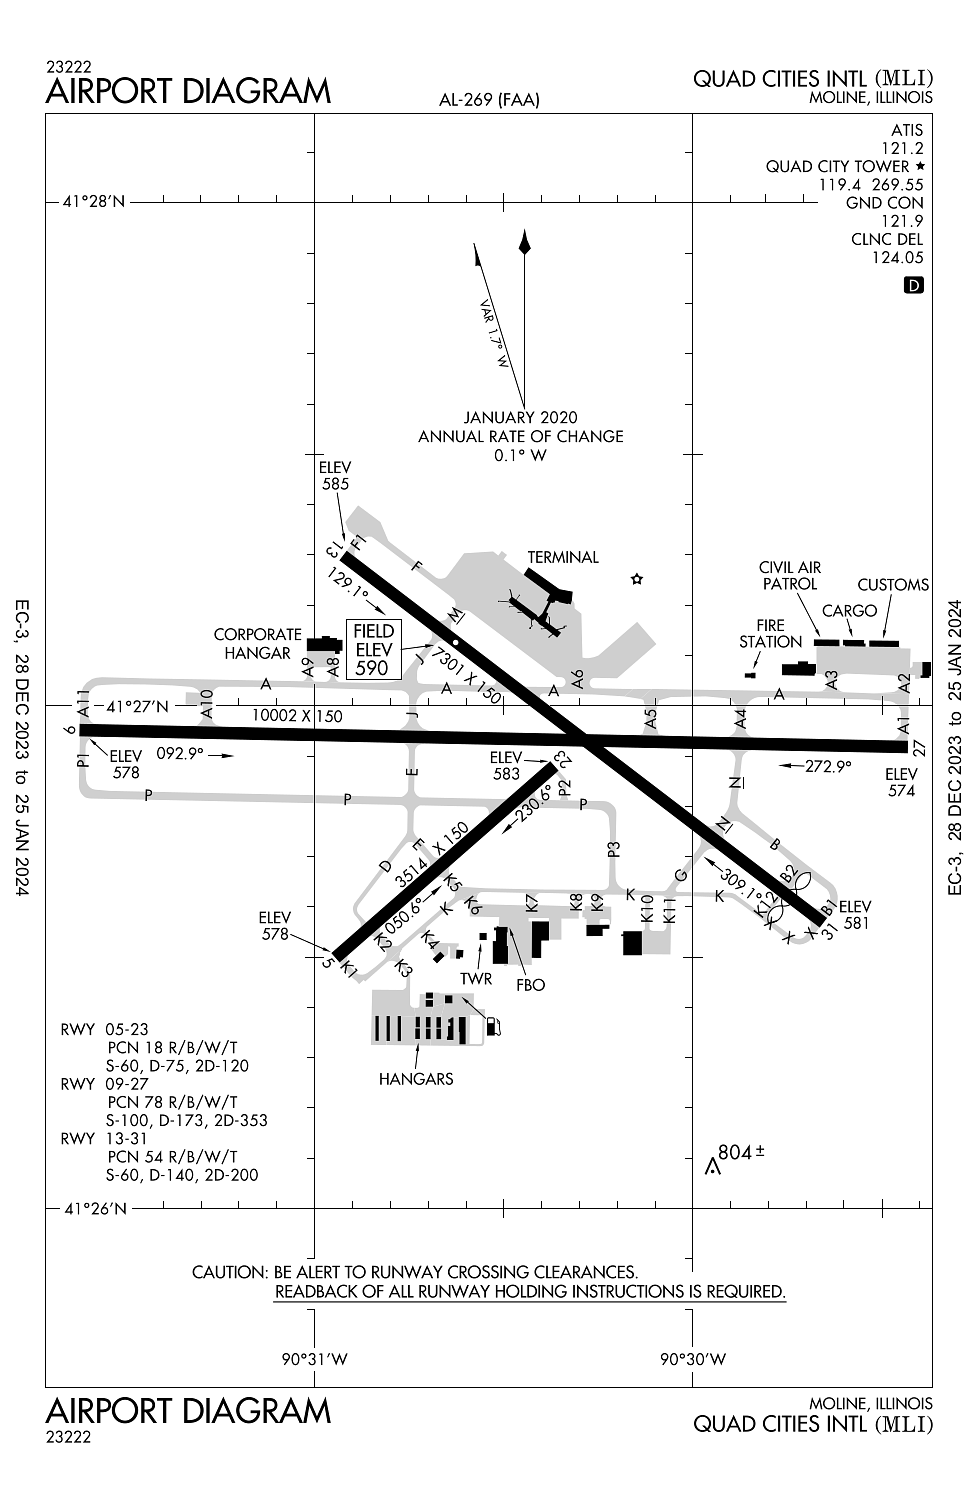 23222
AIRPORT DIAGRAM
AL-269 (FAA)
QUAD CITIES INTL (MLI)
MOLINE, ILLINOIS
ATIS
121.2
QUAD CITY TOWER ★
119.4 269.55
GND CON
121.9
CLNC DEL
124.05
D
41°28'N
VAR 1.7° W
JANUARY 2020
ANNUAL RATE OF CHANGE
0.1° W
ELEV
585
13
F1
F
129.1°
TERMINAL
CIVIL AIR
PATROL
CUSTOMS
CARGO
FIRE
STATION
CORPORATE
HANGAR
FIELD
ELEV
590
M
J
7301 X 150
A9
A8
A
A
A
A6
A
A3
A2
A11
41°27'N
A10
10002 X 150
J
A5
A4
A1
9
27
P1
ELEV
578
092.9°
E
ELEV
583
23
P2
230.6°
N
272.9°
ELEV
574
P
P
P
N
B
D
E
3514 X 150
P3
G
309.1°
B2
K5
050.6°
K
K6
K7
K8
K9
K
K10
K11
K
K12
B1
ELEV
581
31
X
X
X
ELEV
578
5
K1
K2
K3
K4
TWR
FBO
HANGARS
RWY 05-23
PCN 18 R/B/W/T
S-60, D-75, 2D-120
RWY 09-27
PCN 78 R/B/W/T
S-100, D-173, 2D-353
RWY 13-31
PCN 54 R/B/W/T
S-60, D-140, 2D-200
804±
41°26'N
CAUTION: BE ALERT TO RUNWAY CROSSING CLEARANCES.
READBACK OF ALL RUNWAY HOLDING INSTRUCTIONS IS REQUIRED.
90°31'W
90°30'W
AIRPORT DIAGRAM
23222
MOLINE, ILLINOIS
QUAD CITIES INTL (MLI)
EC-3, 28 DEC 2023 to 25 JAN 2024
EC-3, 28 DEC 2023 to 25 JAN 2024